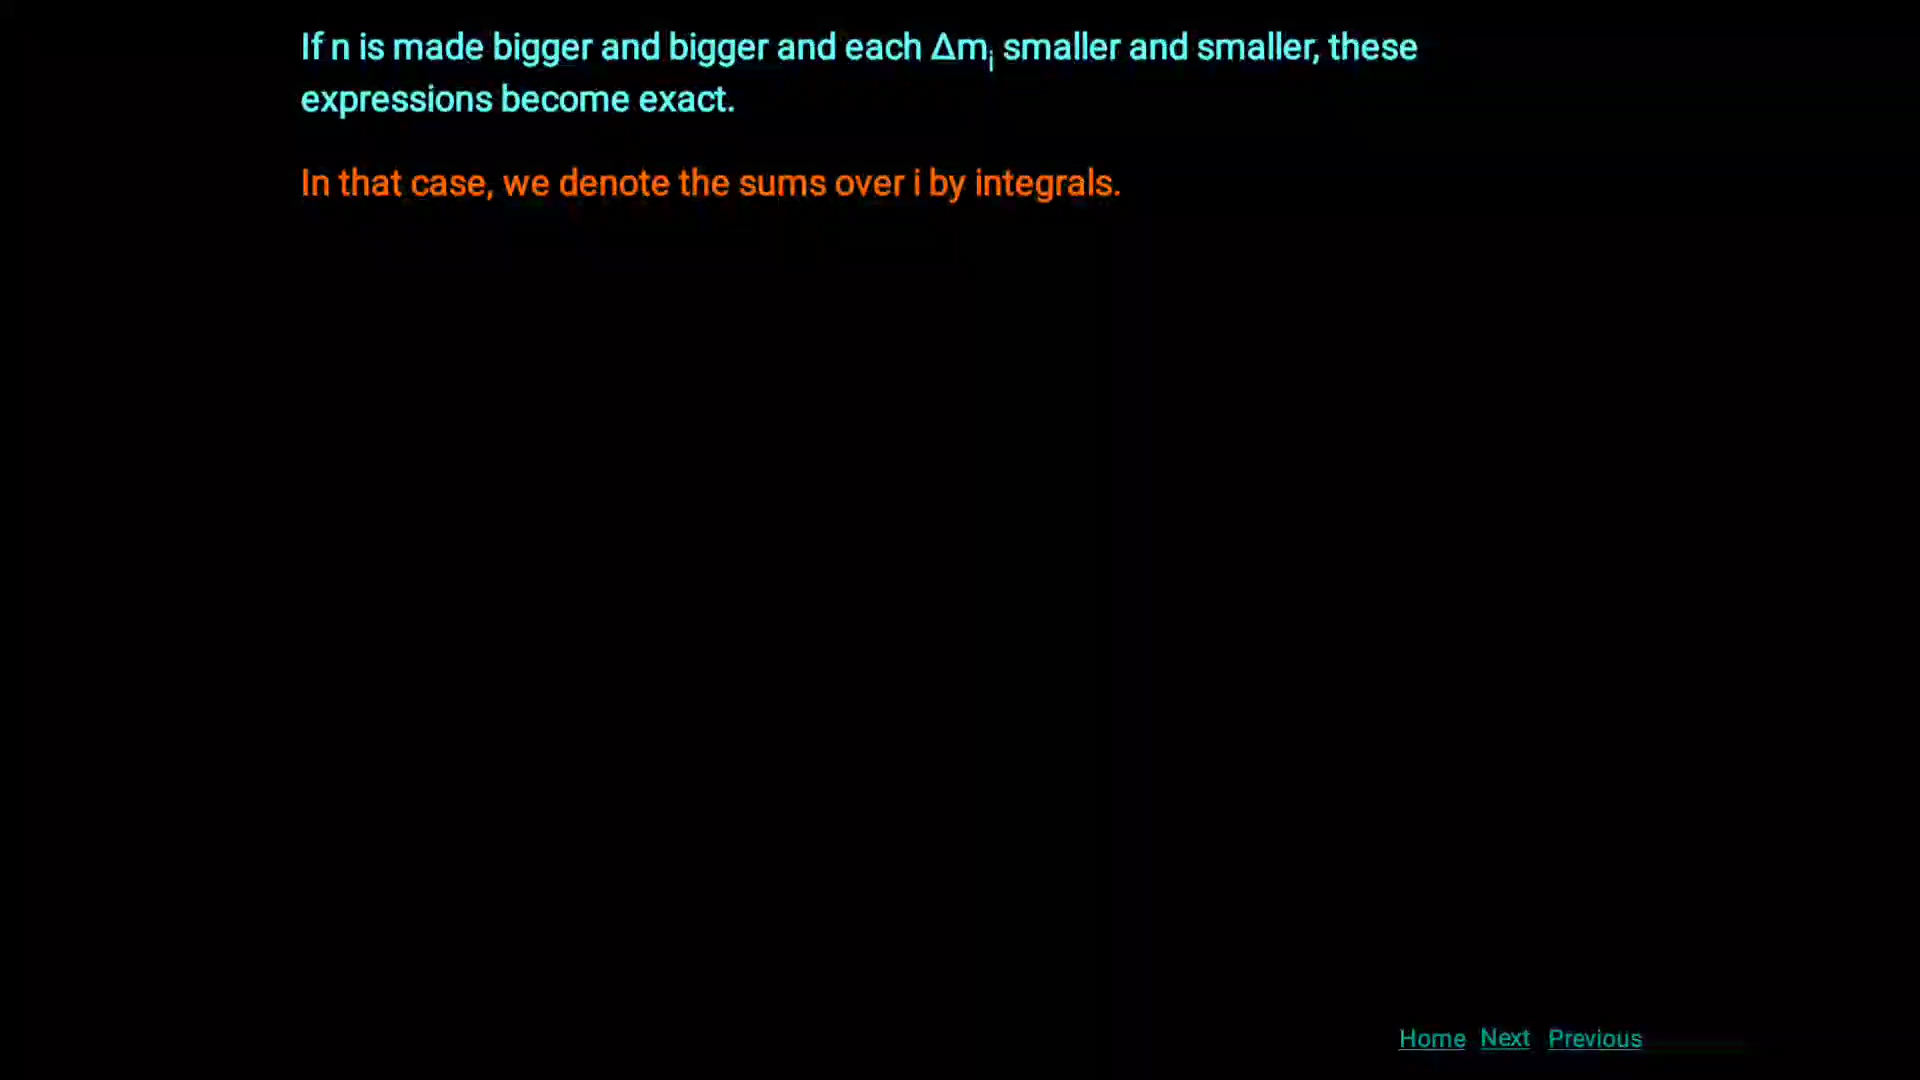 If n is made bigger and bigger and each Δmᵢ smaller and smaller, these
expressions become exact.
In that case, we denote the sums over i by integrals.
Home Next Previous